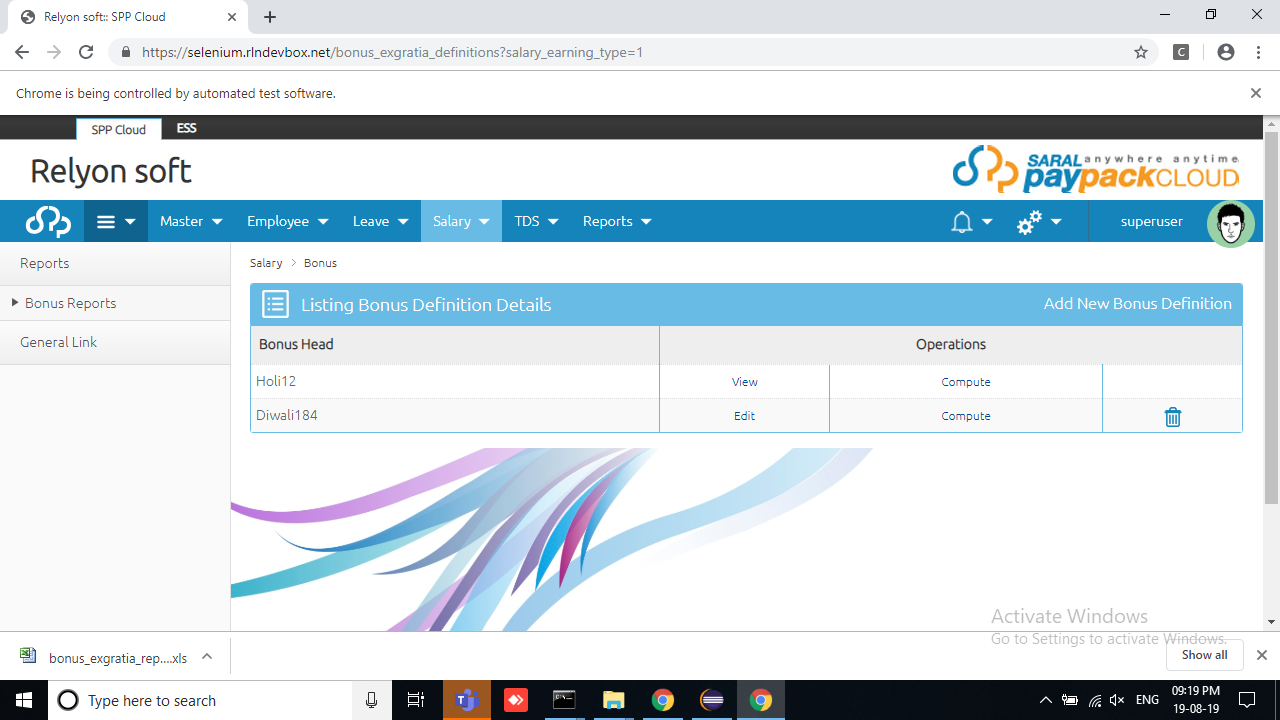 Relyon soft:: SPP Cloud
https://selenium.rlndevbox.net/bonus_exgratia_definitions?salary_earning_type=1
C
Chrome is being controlled by automated test software.
SPP Cloud ESS
Relyon soft
SARAL anywhere anytime
paypackCLOUD
Master Employee Leave Salary TDS Reports superuser
Reports
Bonus Reports
General Link
Salary > Bonus
Listing Bonus Definition Details Add New Bonus Definition
Bonus Head Operations
Holi12 View Compute
Diwali184 Edit Compute
Activate Windows
Go to Settings to activate Windows.
bonus_exgratia_rep....xls Show all
Type here to search
ENG 09:19 PM
19-08-19